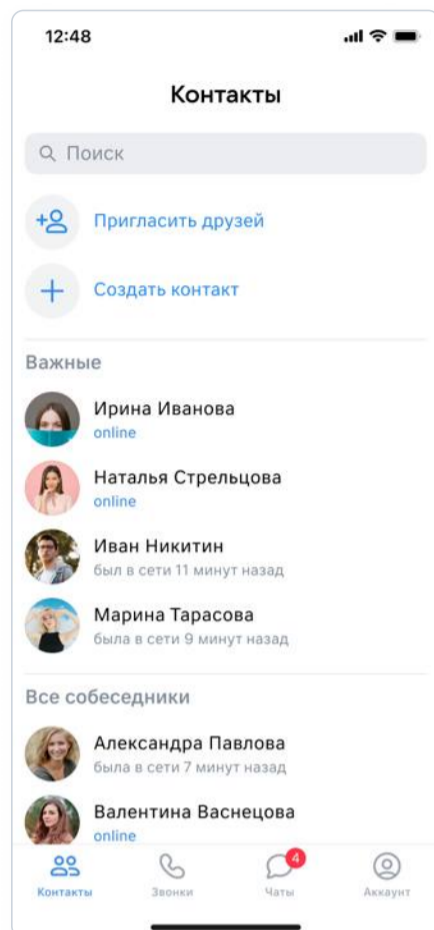 12:48
Контакты
Поиск
Пригласить друзей
Создать контакт
Важные
Ирина Иванова
online
Наталья Стрельцова
online
Иван Никитин
был в сети 11 минут назад
Марина Тарасова
была в сети 9 минут назад
Все собеседники
Александра Павлова
была в сети 7 минут назад
Валентина Васнецова
online
4
Контакты Звонки Чаты Аккаунт